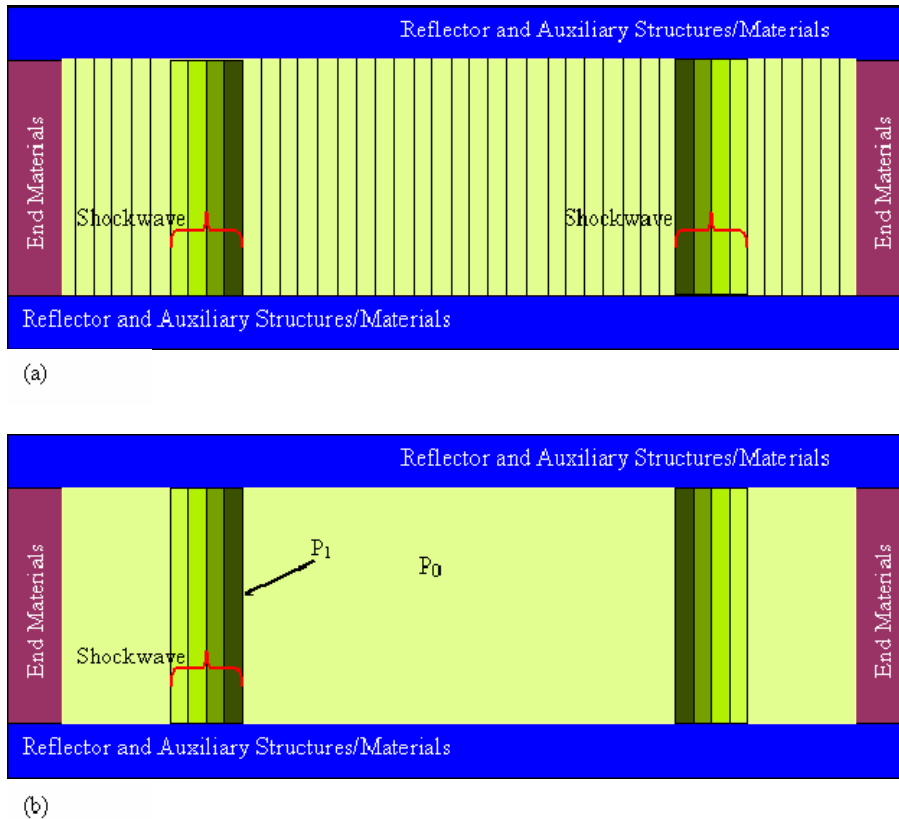 Reflector and Auxiliary Structures/Materials
End Materials
End Materials
Shockwave
Shockwave
Reflector and Auxiliary Structures/Materials
(a)
Reflector and Auxiliary Structures/Materials
End Materials
End Materials
P1
P0
Shockwave
Reflector and Auxiliary Structures/Materials
(b)